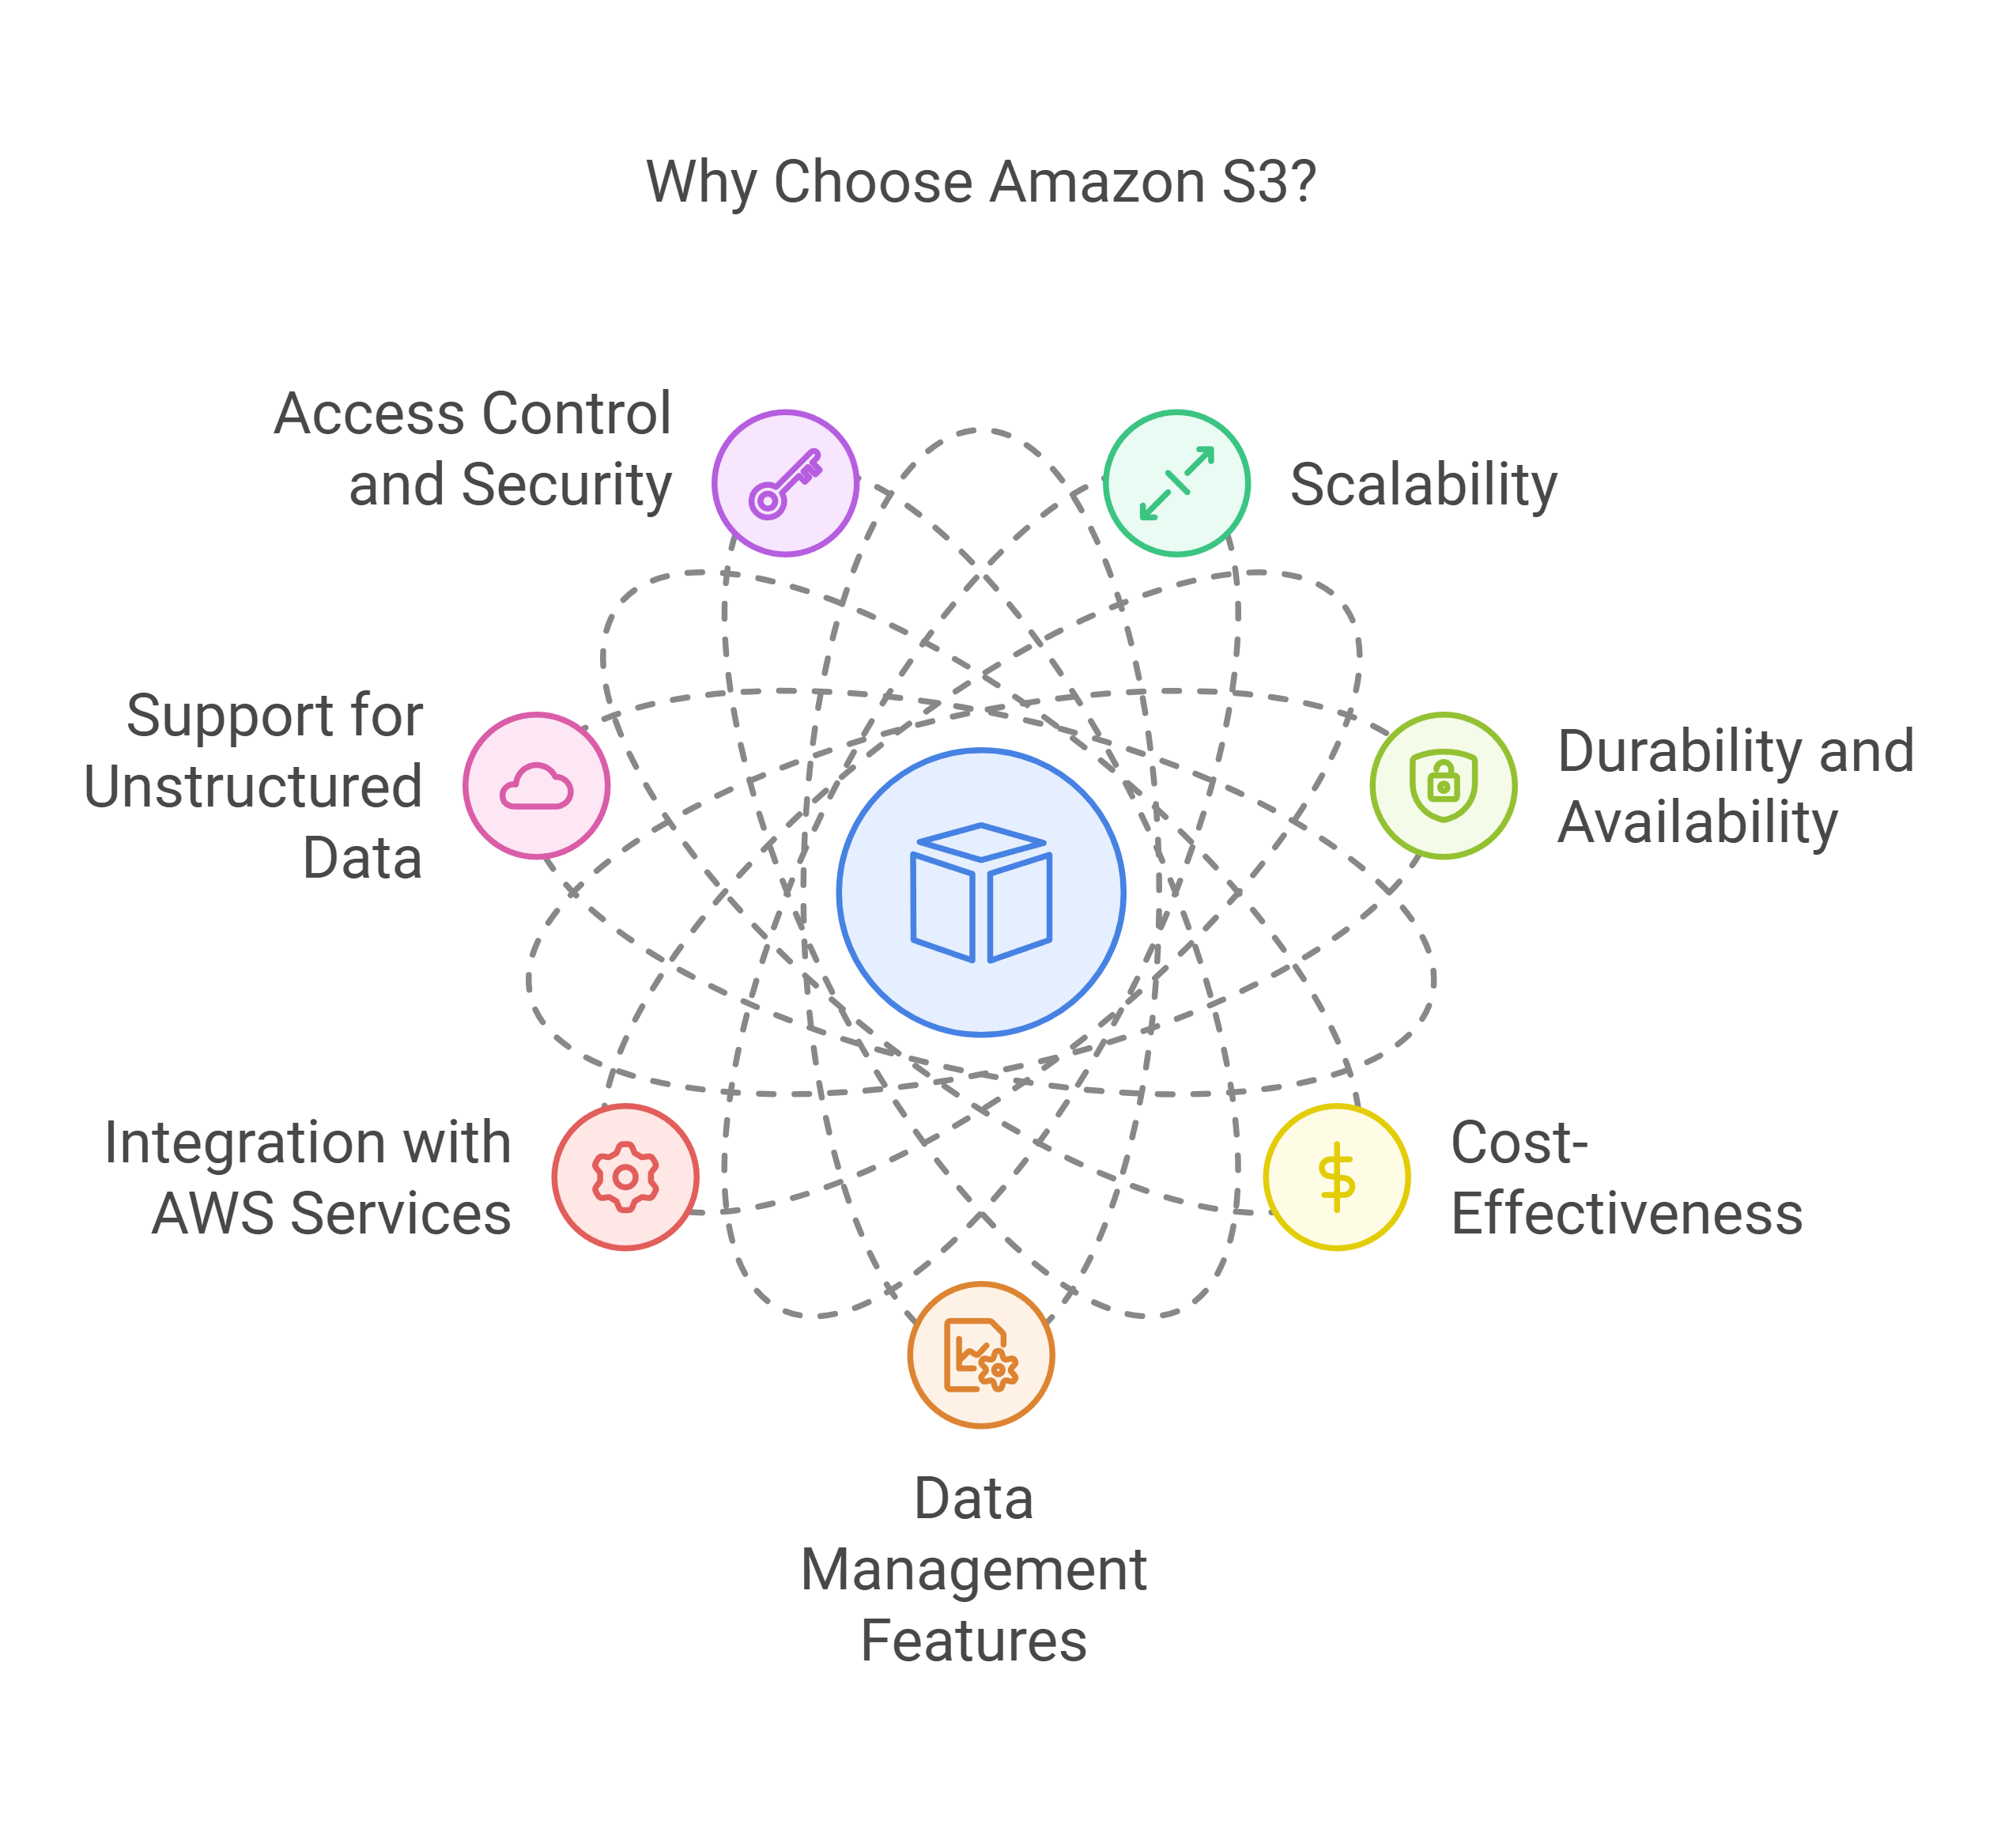 Why Choose Amazon S3?
Access Control
and Security
Scalability
Support for
Unstructured
Data
Durability and
Availability
Integration with
AWS Services
Cost-
Effectiveness
Data
Management
Features